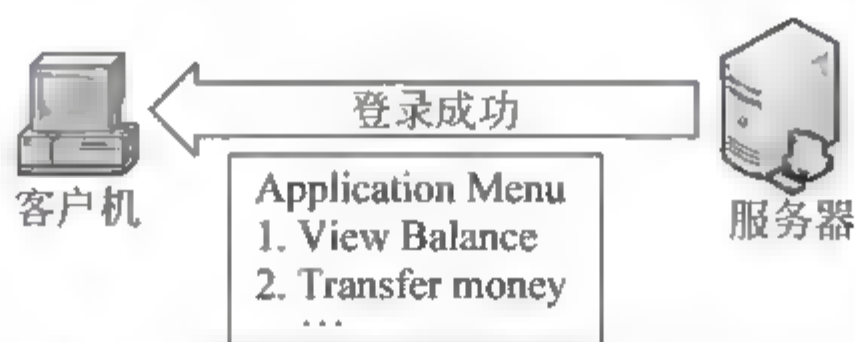 登录成功
客户机
服务器
Application Menu
1. View Balance
2. Transfer money
...